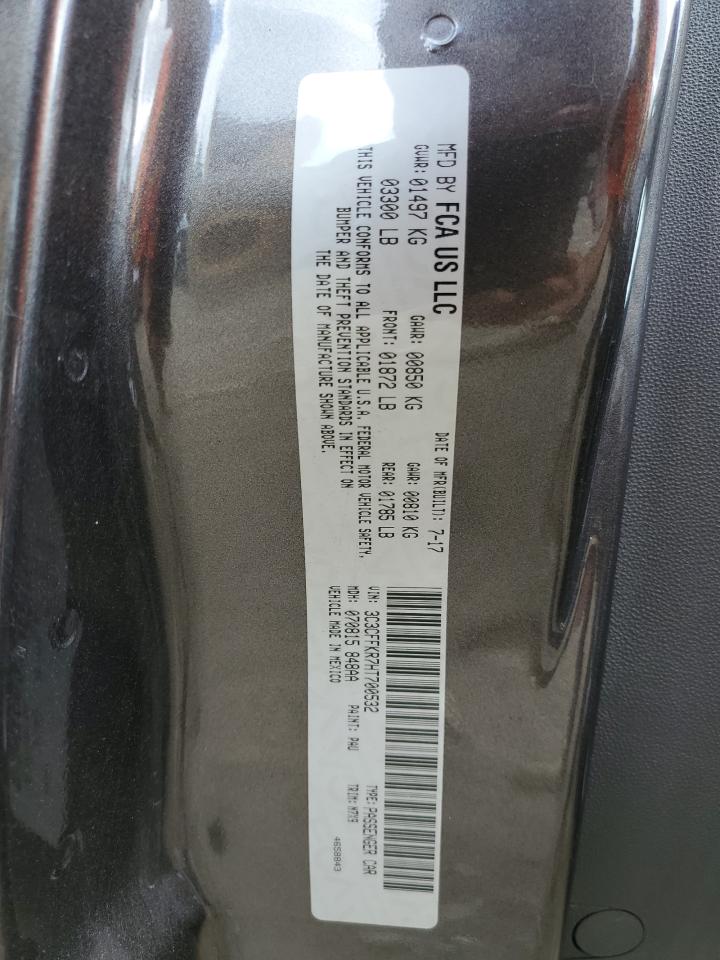 MFD BY FCA US LLC
DATE OF MFR(BUILT): 7-17
GVWR: 01497 KG
GAWR: 00850 KG
GAWR: 00810 KG
03300 LB
FRONT: 01872 LB
REAR: 01785 LB
THIS VEHICLE CONFORMS TO ALL APPLICABLE U.S.A. FEDERAL MOTOR VEHICLE SAFETY,
BUMPER AND THEFT PREVENTION STANDARDS IN EFFECT ON
THE DATE OF MANUFACTURE SHOWN ABOVE.
VIN: 3C3CFFKR7HT700532
TYPE: PASSENGER CAR
MDH: 070815 848AA
PAINT: PAU
TRIM:
VEHICLE MADE IN MEXICO
4658843